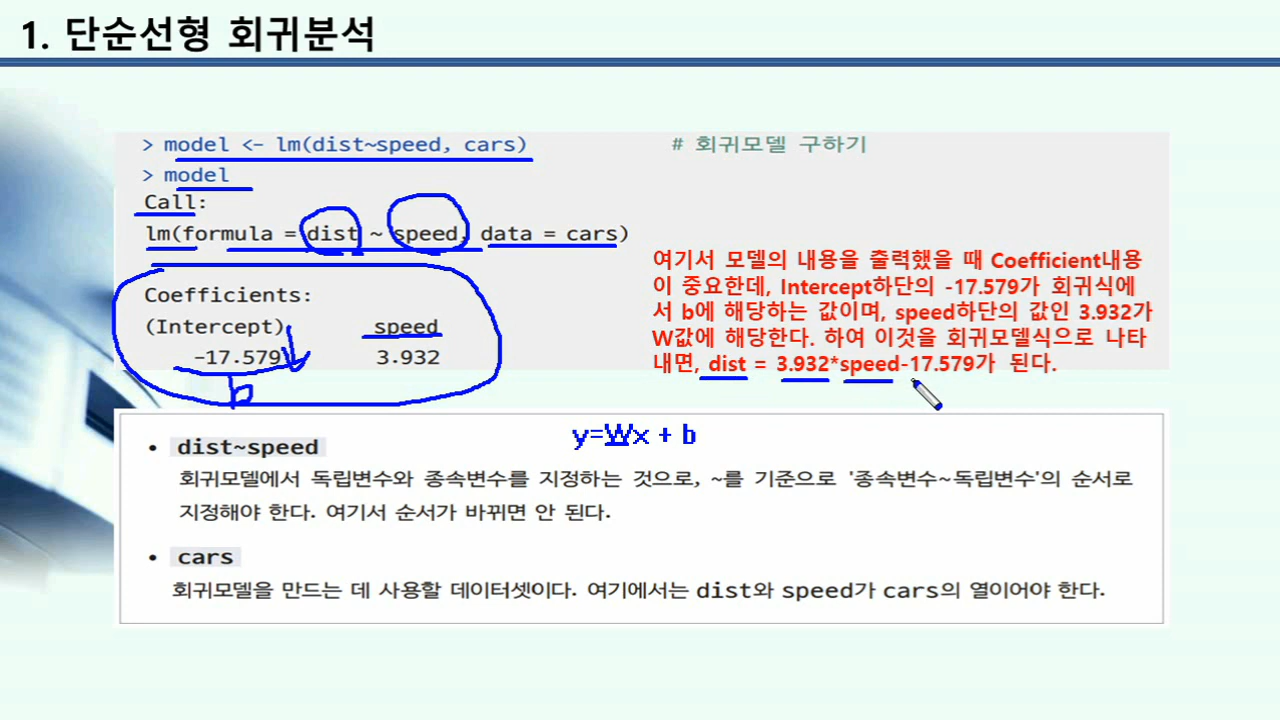 1. 단순선형 회귀분석
> model <- lm(dist~speed, cars) # 회귀모델 구하기
> model
Call:
lm(formula = dist ~ speed, data = cars)
Coefficients:
(Intercept) speed
-17.579 3.932
b
여기서 모델의 내용을 출력했을 때 Coefficient내용
이 중요한데, Intercept하단의 -17.579가 회귀식에
서 b에 해당하는 값이며, speed하단의 값인 3.932가
W값에 해당한다. 하여 이것을 회귀모델식으로 나타
내면, dist = 3.932*speed-17.579가 된다.
y=Wx + b
• dist~speed
회귀모델에서 독립변수와 종속변수를 지정하는 것으로, ~를 기준으로 '종속변수~독립변수'의 순서로
지정해야 한다. 여기서 순서가 바뀌면 안 된다.
• cars
회귀모델을 만드는 데 사용할 데이터셋이다. 여기에서는 dist와 speed가 cars의 열이어야 한다.